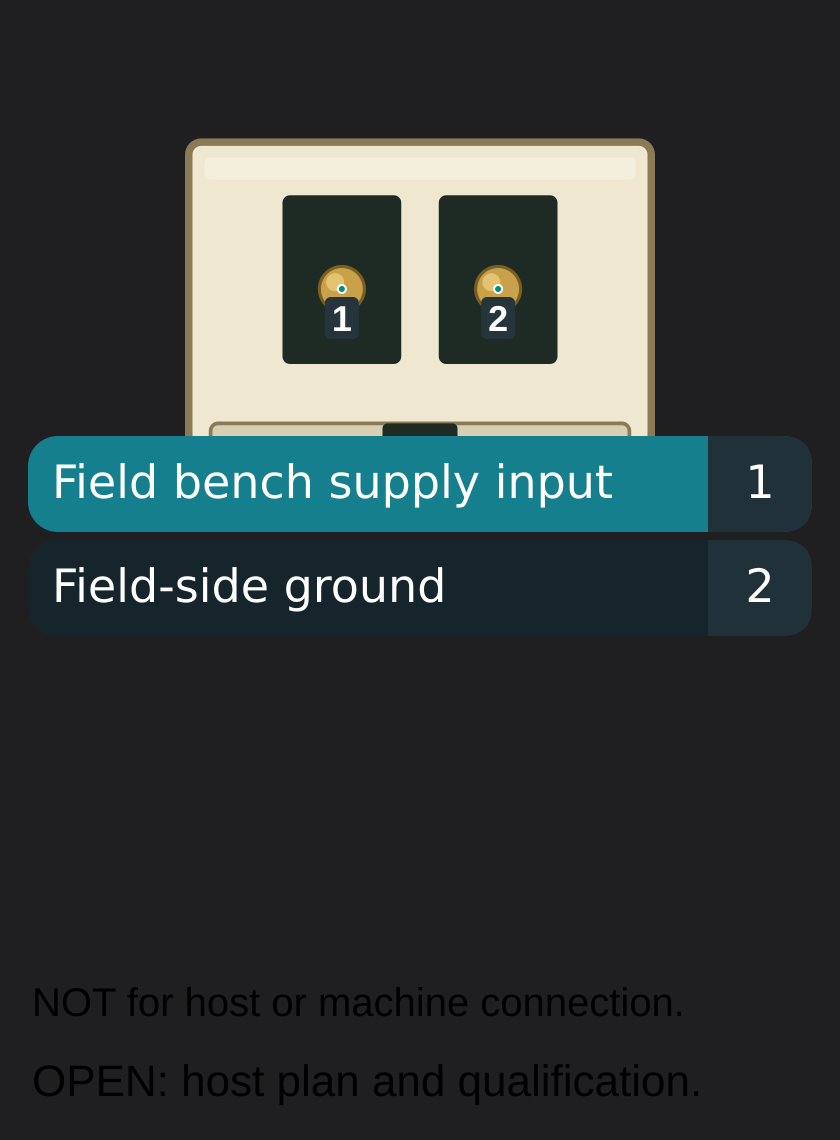 1 2
Field bench supply input 1
Field-side ground 2
NOT for host or machine connection.
OPEN: host plan and qualification.